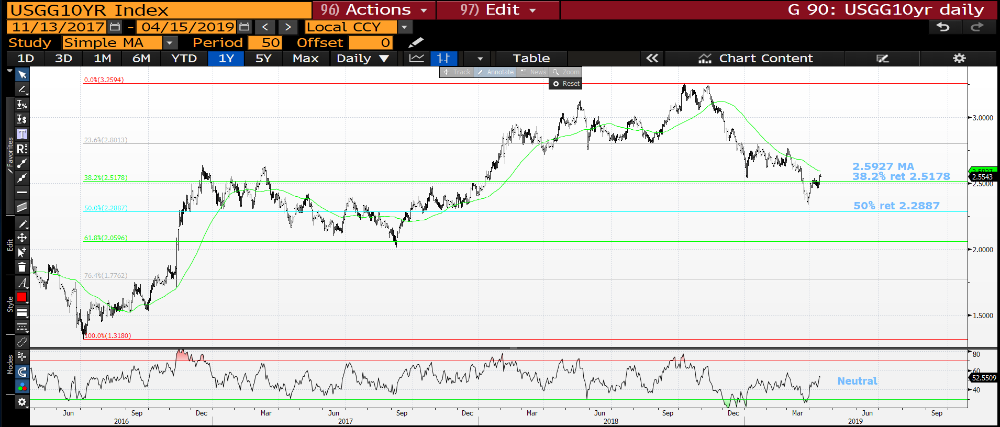 USGG10YR Index 96) Actions 97) Edit G 90: USGG10yr daily
11/13/2017 - 04/15/2019 < > Local CCY
Study Simple MA Period 50 Offset 0
1D 3D 1M 6M YTD 1Y 5Y Max Daily ▼ Table « Chart Content
Track Annotate News Zoom
Reset
Favorites
Edit
Style
Modes
0.0%(3.2594)
23.6%(2.8013)
38.2%(2.5178)
50.0%(2.2887)
61.8%(2.0596)
76.4%(1.7762)
100.0%(1.3180)
2.5927 MA
38.2% ret 2.5178
50% ret 2.2887
3.0000
2.5927
2.5543
2.5000
2.0000
1.5000
Neutral
80
60
52.5509
40
Jun Sep Dec Mar Jun Sep Dec Mar Jun Sep Dec Mar Jun Sep
2016 2017 2018 2019